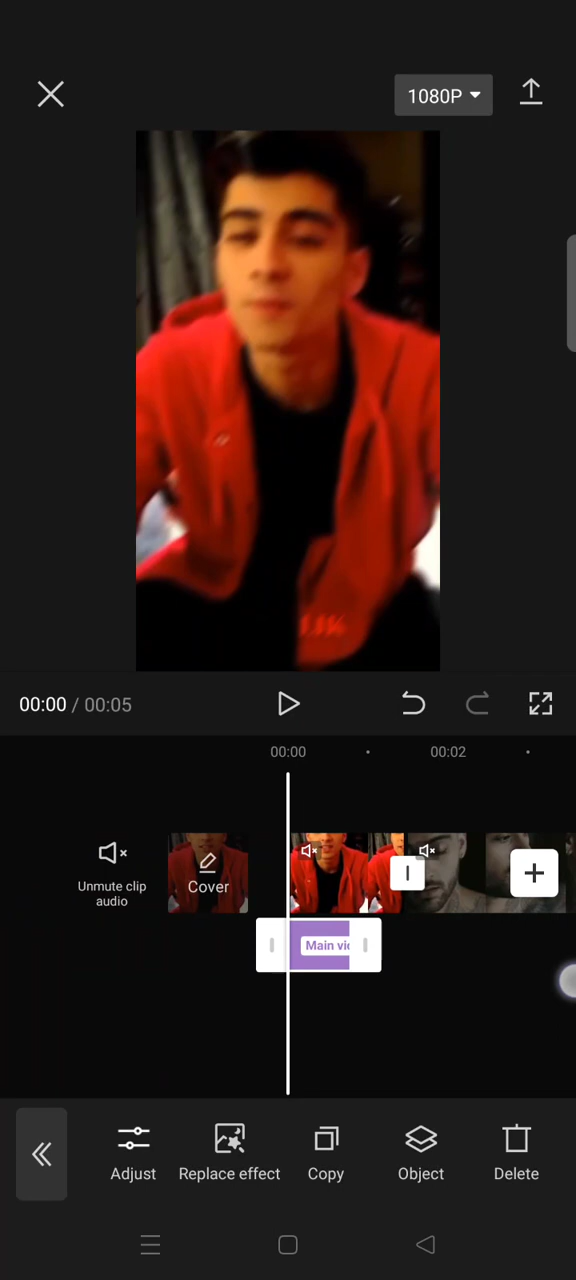 1080P
00:00 / 00:05
00:00
00:02
Unmute clip
audio
Cover
Main vi
Adjust
Replace effect
Copy
Object
Delete